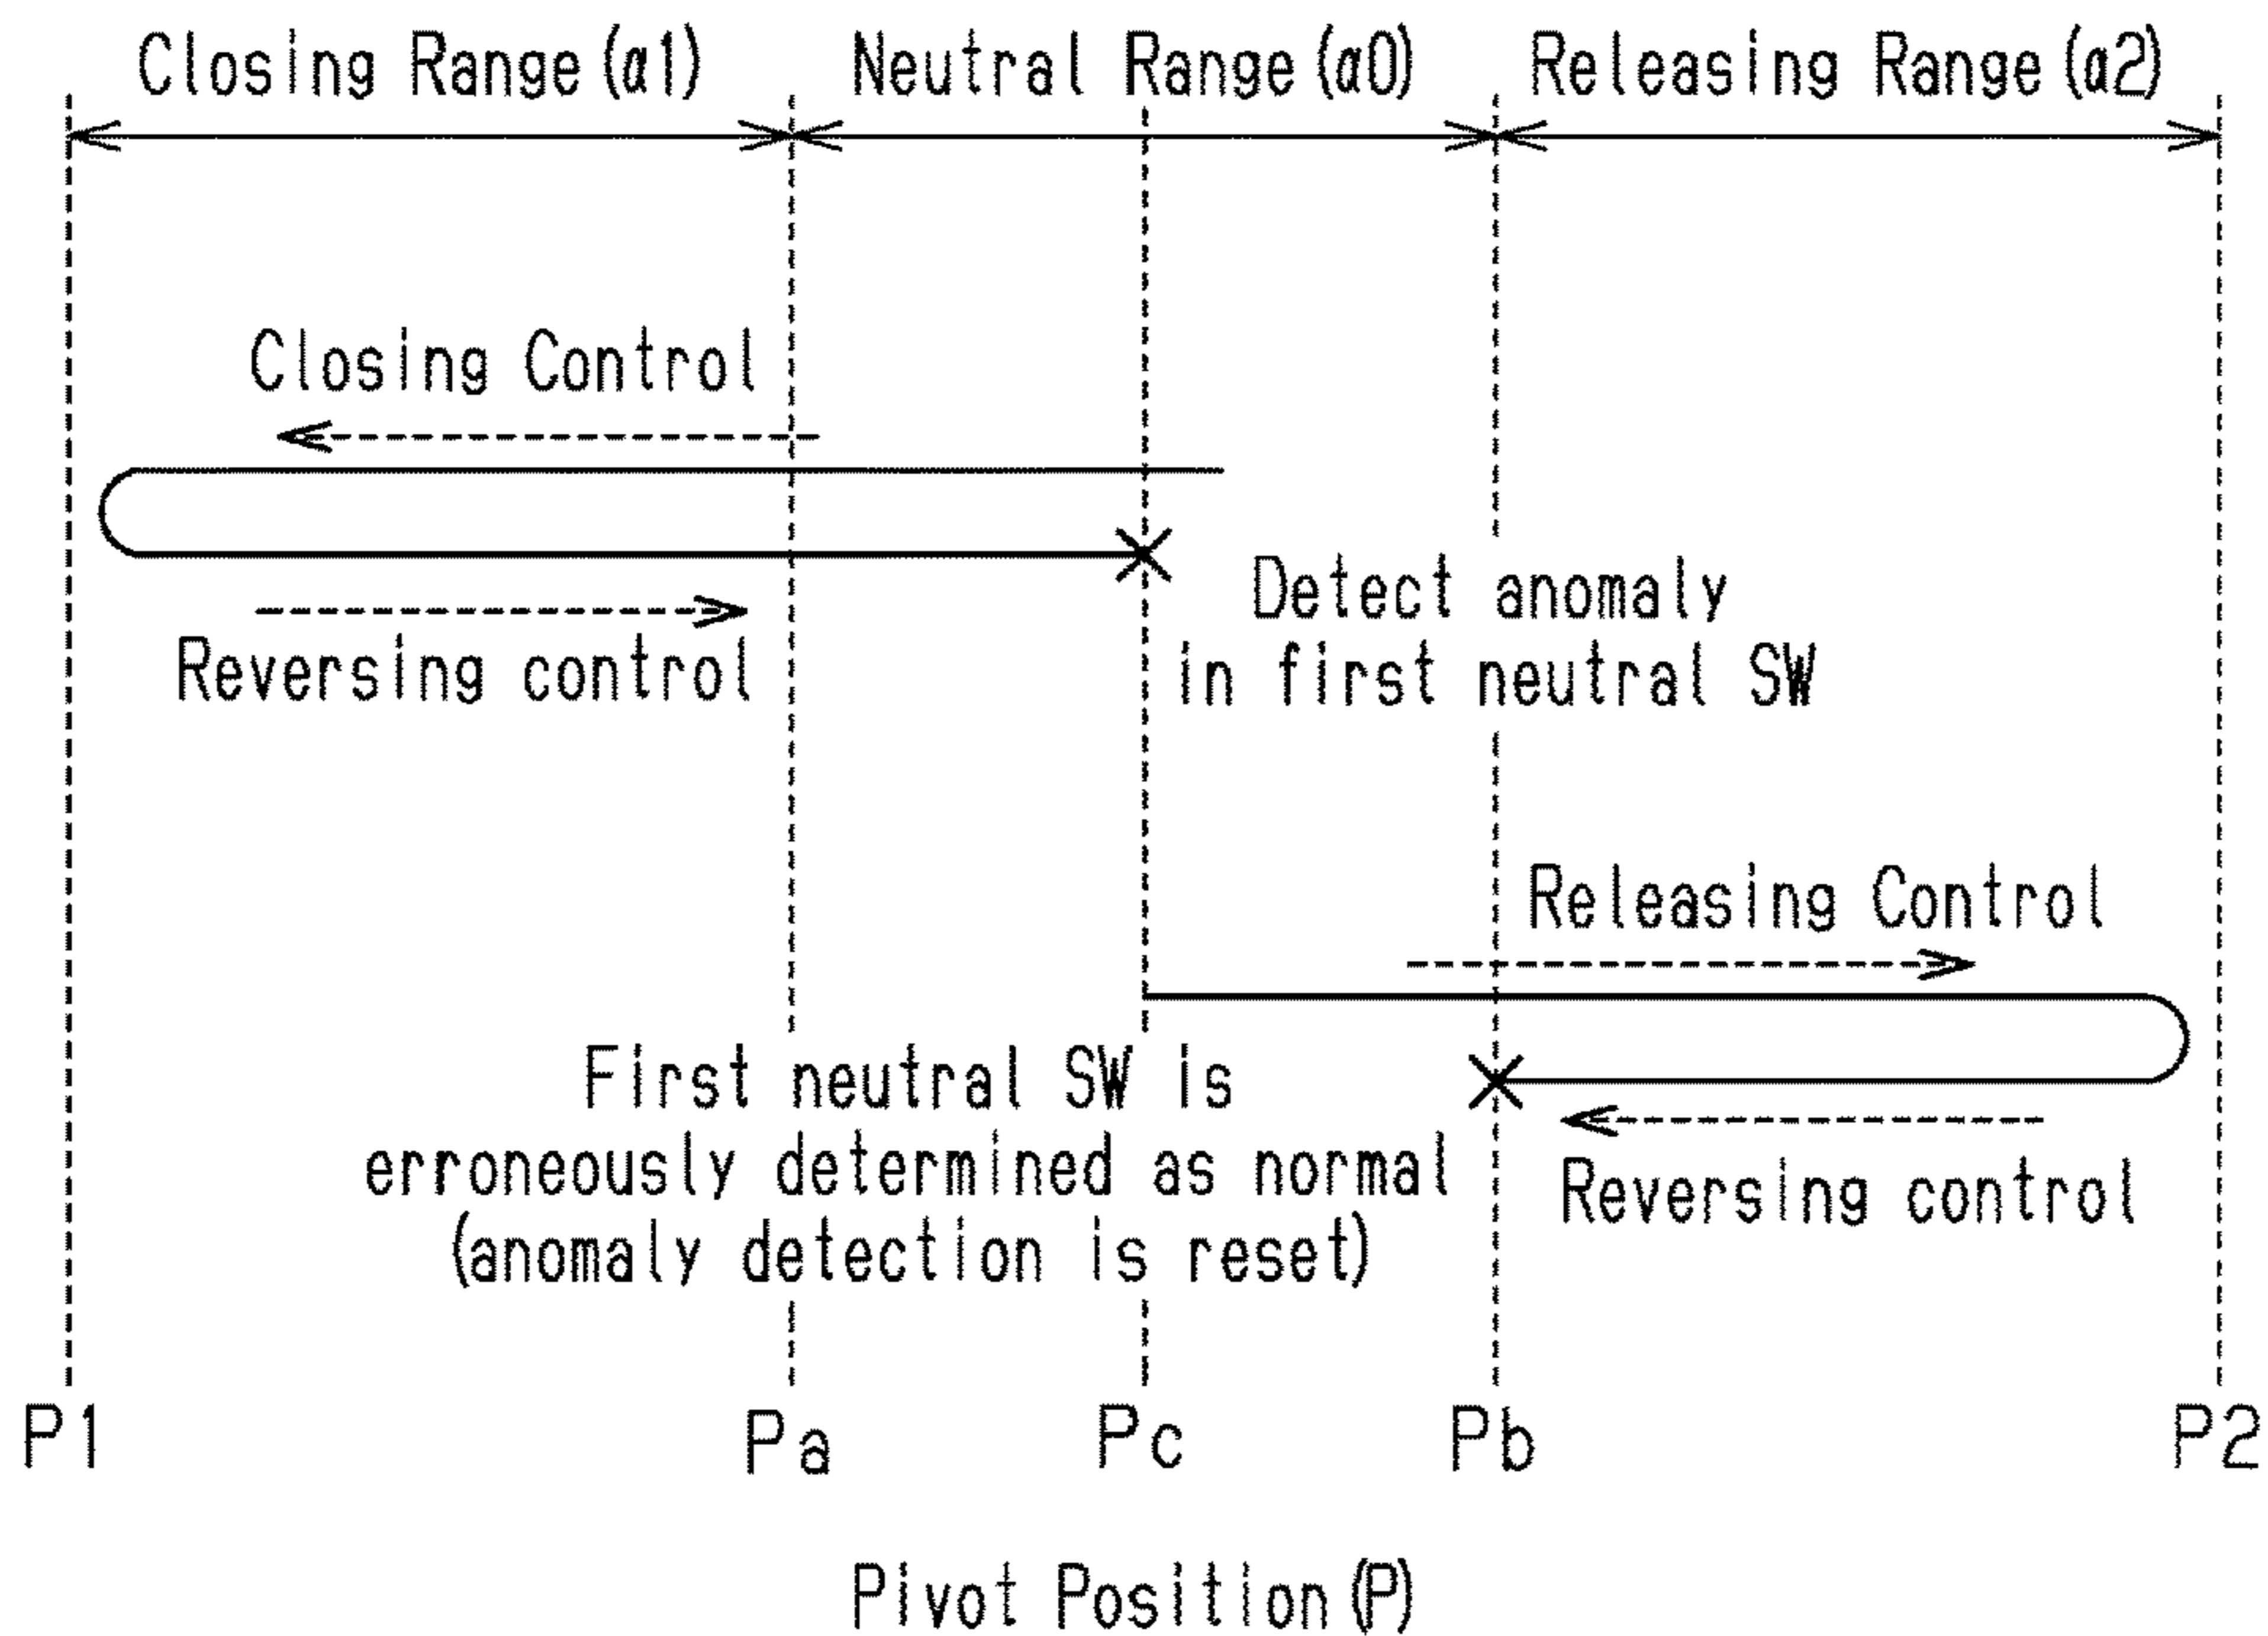 Closing Range (α1) Neutral Range (α0) Releasing Range (α2)
Closing Control
Reversing control
Detect anomaly
in first neutral SW
Releasing Control
First neutral SW is
erroneously determined as normal
(anomaly detection is reset)
Reversing control
P1 Pa Pc Pb P2
Pivot Position (P)